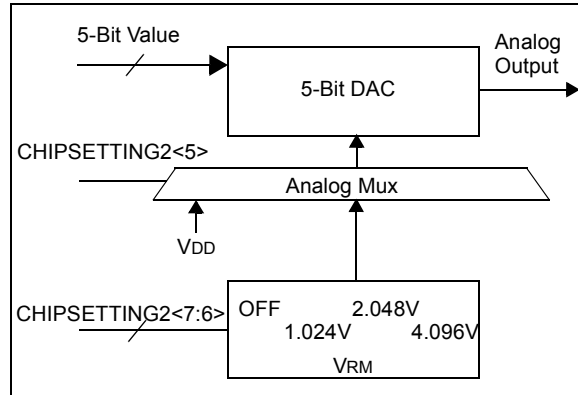 5-Bit Value
Analog
Output
5-Bit DAC
CHIPSETTING2<5>
Analog Mux
VDD
CHIPSETTING2<7:6>
OFF 2.048V
1.024V 4.096V
VRM